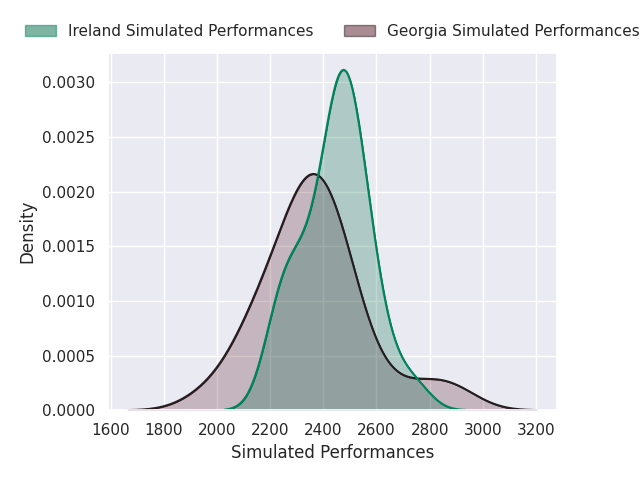 Ireland Simulated Performances Georgia Simulated Performances
0.0030
0.0025
0.0020
0.0015
0.0010
0.0005
0.0000
Density
1600 1800 2000 2200 2400 2600 2800 3000 3200
Simulated Performances